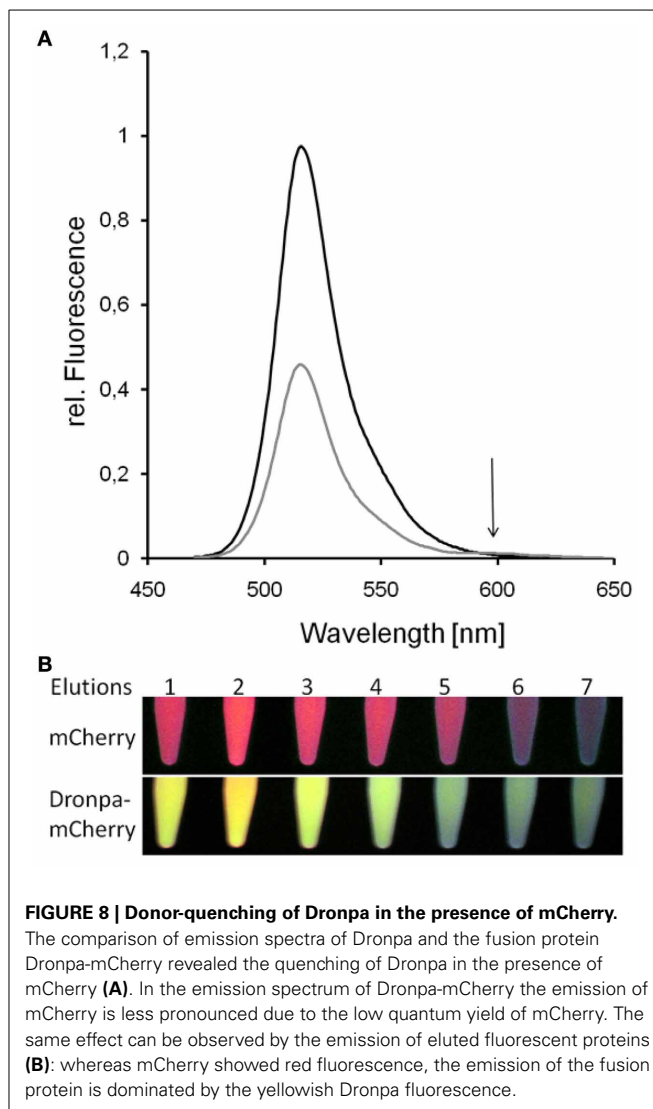 A
1,2
1
0,8
0,6
0,4
0,2
0
rel. Fluorescence
450 500 550 600 650
Wavelength [nm]
B
Elutions 1 2 3 4 5 6 7
mCherry
Dronpa-
mCherry
FIGURE 8 | Donor-quenching of Dronpa in the presence of mCherry.
The comparison of emission spectra of Dronpa and the fusion protein
Dronpa-mCherry revealed the quenching of Dronpa in the presence of
mCherry (A). In the emission spectrum of Dronpa-mCherry the emission of
mCherry is less pronounced due to the low quantum yield of mCherry. The
same effect can be observed by the emission of eluted fluorescent proteins
(B): whereas mCherry showed red fluorescence, the emission of the fusion
protein is dominated by the yellowish Dronpa fluorescence.